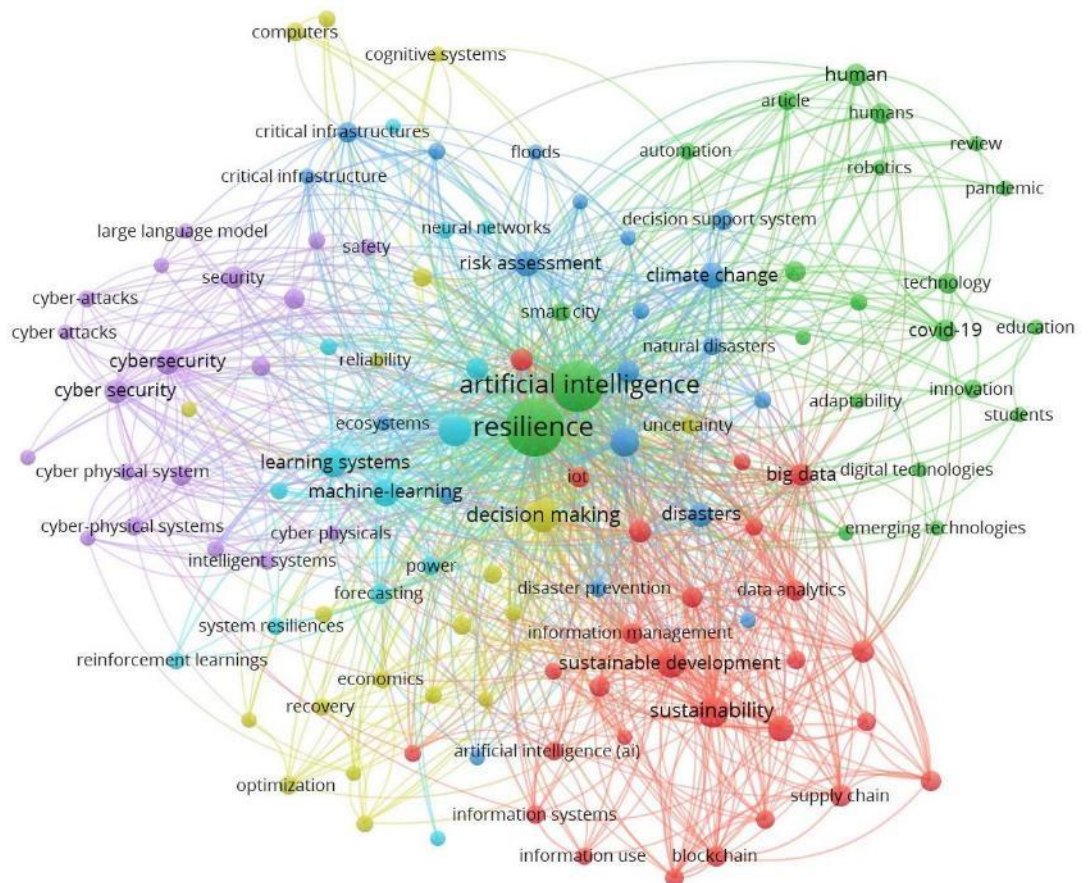 computers
cognitive systems
human
article
humans
critical infrastructures
floods
automation
review
robotics
critical infrastructure
pandemic
large language model
neural networks
decision support system
safety
risk assessment
climate change
security
technology
cyber-attacks
smart city
cyber attacks
covid-19
education
cybersecurity
reliability
natural disasters
cyber security
artificial intelligence
innovation
adaptability
students
ecosystems
resilience
uncertainty
learning systems
cyber physical system
iot
big data
digital technologies
machine-learning
decision making
disasters
cyber-physical systems
cyber physicals
emerging technologies
intelligent systems
power
forecasting
disaster prevention
data analytics
system resiliences
information management
reinforcement learnings
sustainable development
economics
recovery
sustainability
artificial intelligence (ai)
optimization
supply chain
information systems
information use
blockchain